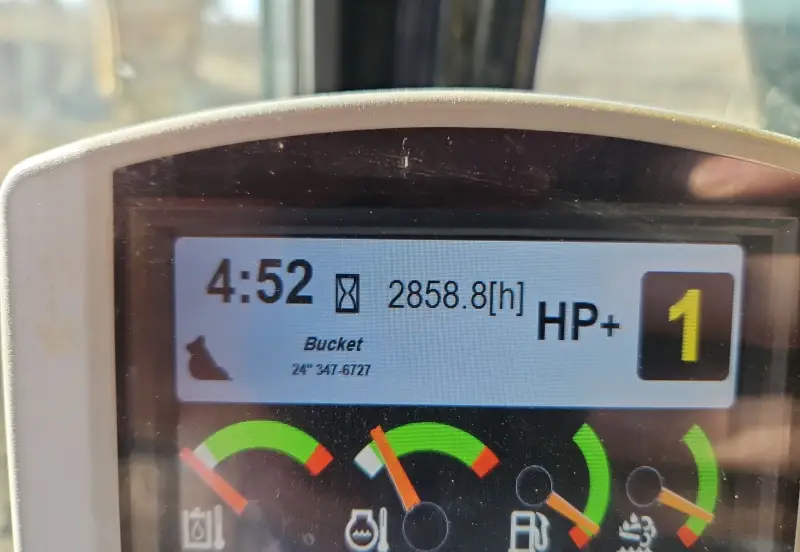 4:52 2858.8[h] HP+ 1
Bucket
24" 347-6727